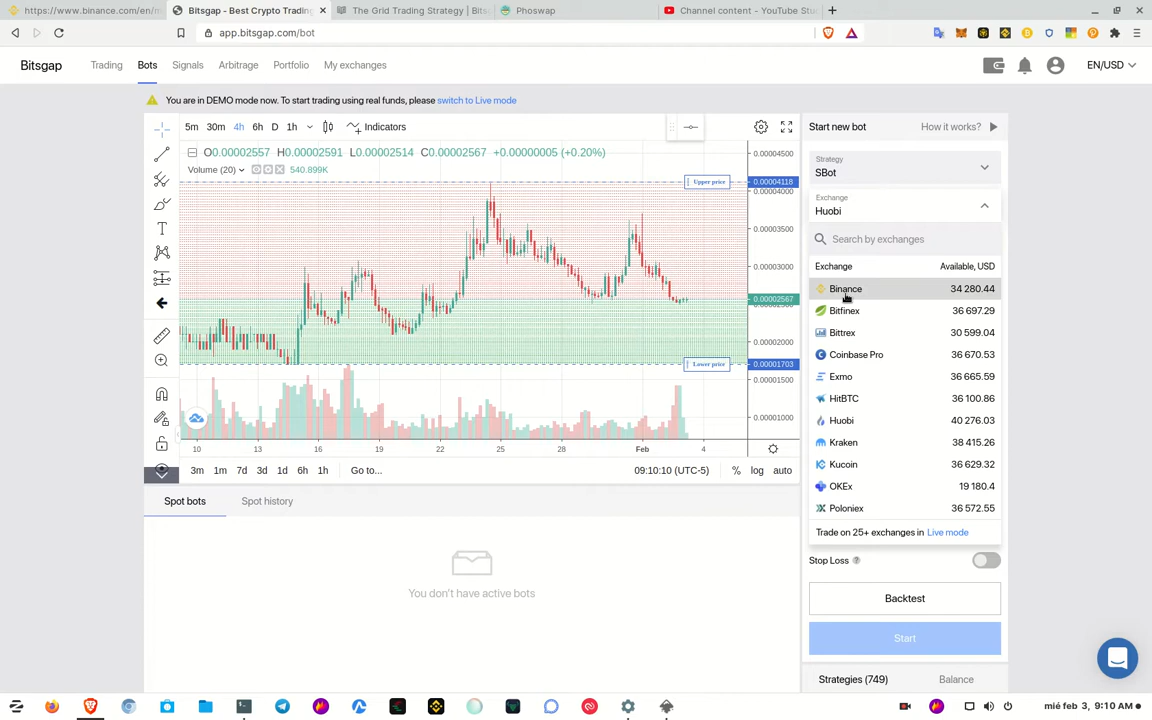 https://www.binance.com/en/m
Bitsgap - Best Crypto Tradin
The Grid Trading Strategy | Bits
Phoswap
Channel content - YouTube Stu
app.bitsgap.com/bot
Bitsgap
Trading
Bots
Signals
Arbitrage
Portfolio
My exchanges
EN/USD
You are in DEMO mode now. To start trading using real funds, please switch to Live mode
5m 30m 4h 6h D 1h
Indicators
Start new bot
How it works?
O0.00002557 H0.00002591 L0.00002514 C0.00002567 +0.00000005 (+0.20%)
Volume (20)
540.899K
0.00004500
Upper price
0.00004118
0.00004000
0.00003500
0.00003000
0.00002567
0.00002000
Lower price
0.00001703
0.00001500
0.00001000
10 13 16 19 22 25 28 Feb 4
3m 1m 7d 3d 1d 6h 1h
Go to...
09:10:10 (UTC-5)
% log auto
Strategy
SBot
Exchange
Huobi
Search by exchanges
Exchange Available, USD
Binance 34 280.44
Bitfinex 36 697.29
Bittrex 30 599.04
Coinbase Pro 36 670.53
Exmo 36 665.59
HitBTC 36 100.86
Huobi 40 276.03
Kraken 38 415.26
Kucoin 36 629.32
OKEx 19 180.4
Poloniex 36 572.55
Trade on 25+ exchanges in Live mode
Stop Loss
Backtest
Start
Strategies (749)
Balance
Spot bots
Spot history
You don't have active bots
mié feb 3, 9:10 AM